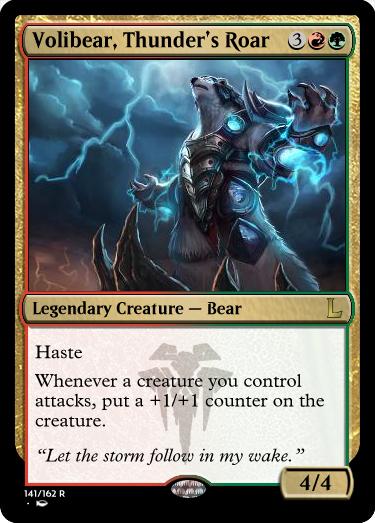 Volibear, Thunder's Roar 3
Legendary Creature — Bear L
Haste
Whenever a creature you control
attacks, put a +1/+1 counter on the
creature.
“Let the storm follow in my wake.”
4/4
141/162 R